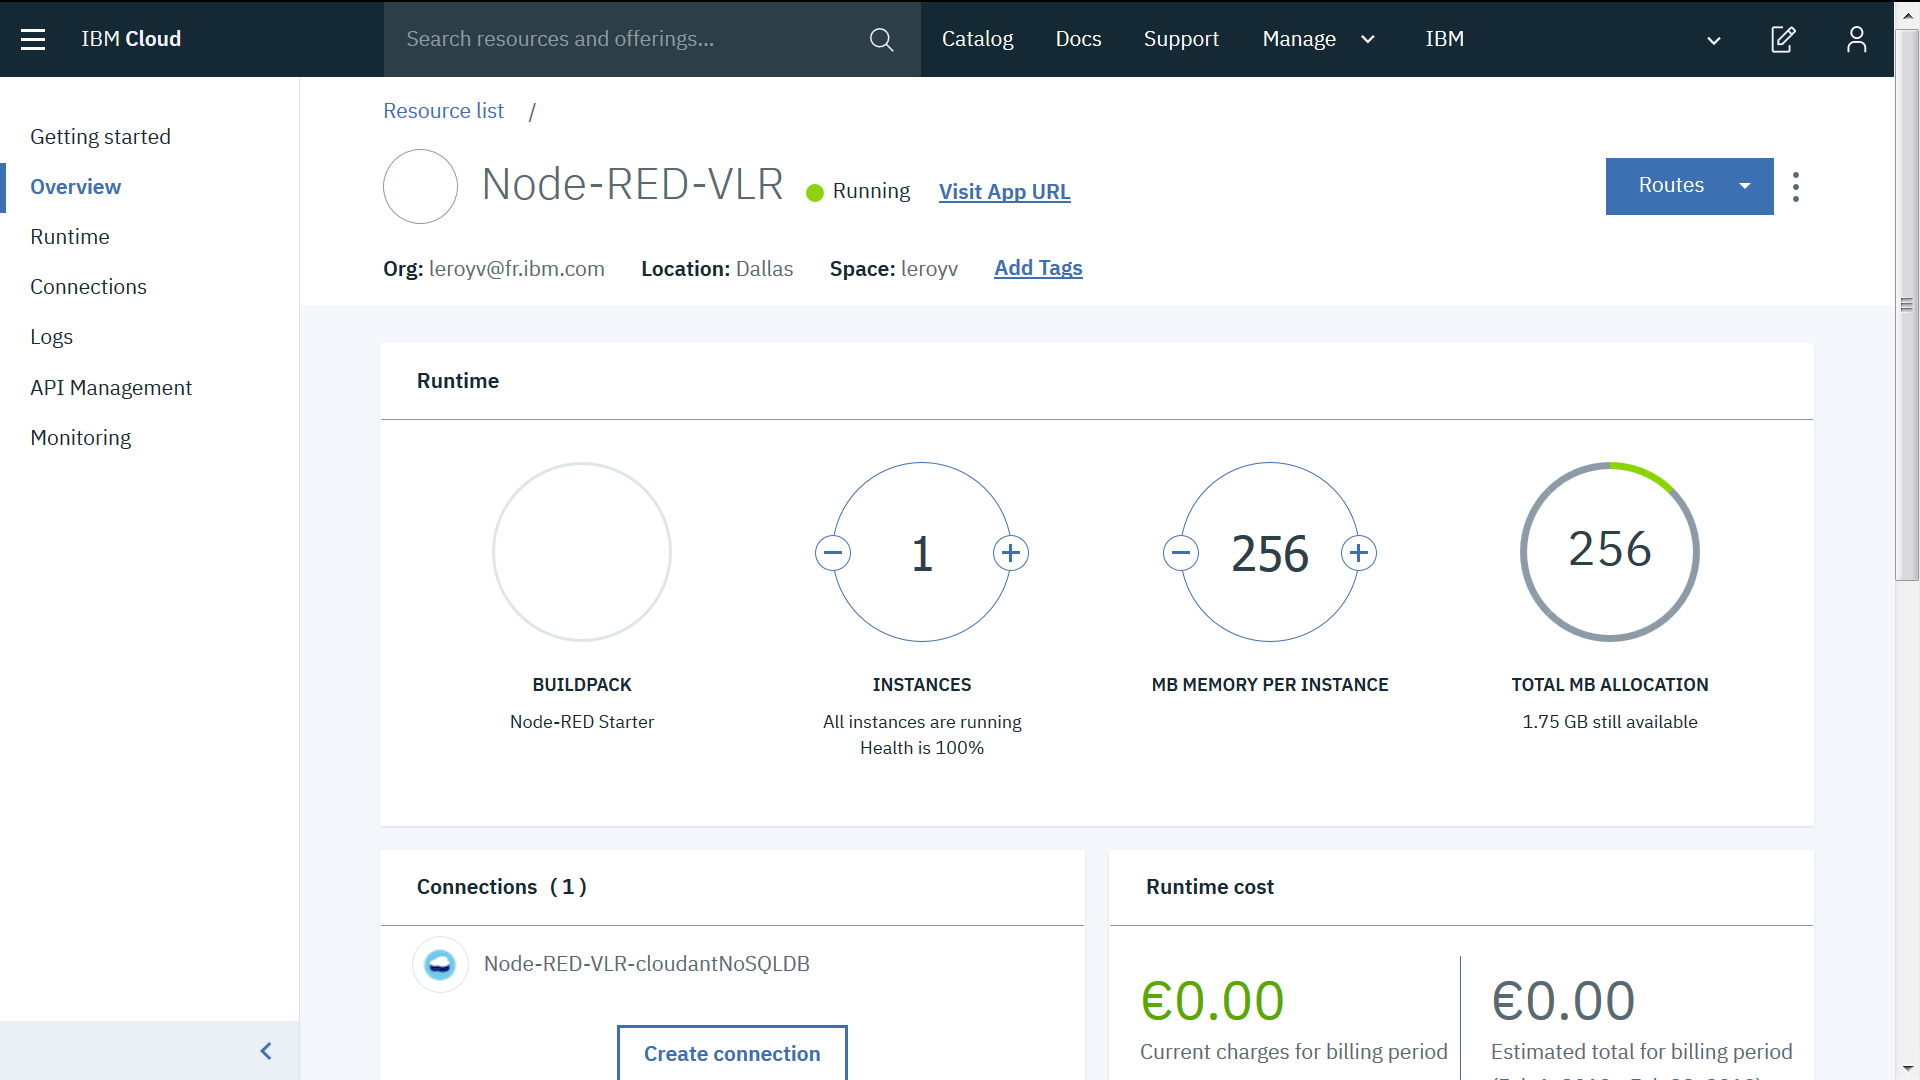 IBM Cloud
Search resources and offerings...
Catalog
Docs
Support
Manage
IBM
Getting started
Overview
Runtime
Connections
Logs
API Management
Monitoring
Resource list /
Node-RED-VLR
Running
Visit App URL
Routes
Org: leroyv@fr.ibm.com
Location: Dallas
Space: leroyv
Add Tags
Runtime
1
256
256
BUILDPACK
Node-RED Starter
INSTANCES
All instances are running
Health is 100%
MB MEMORY PER INSTANCE
TOTAL MB ALLOCATION
1.75 GB still available
Connections (1)
Node-RED-VLR-cloudantNoSQLDB
Create connection
Runtime cost
€0.00
Current charges for billing period
€0.00
Estimated total for billing period